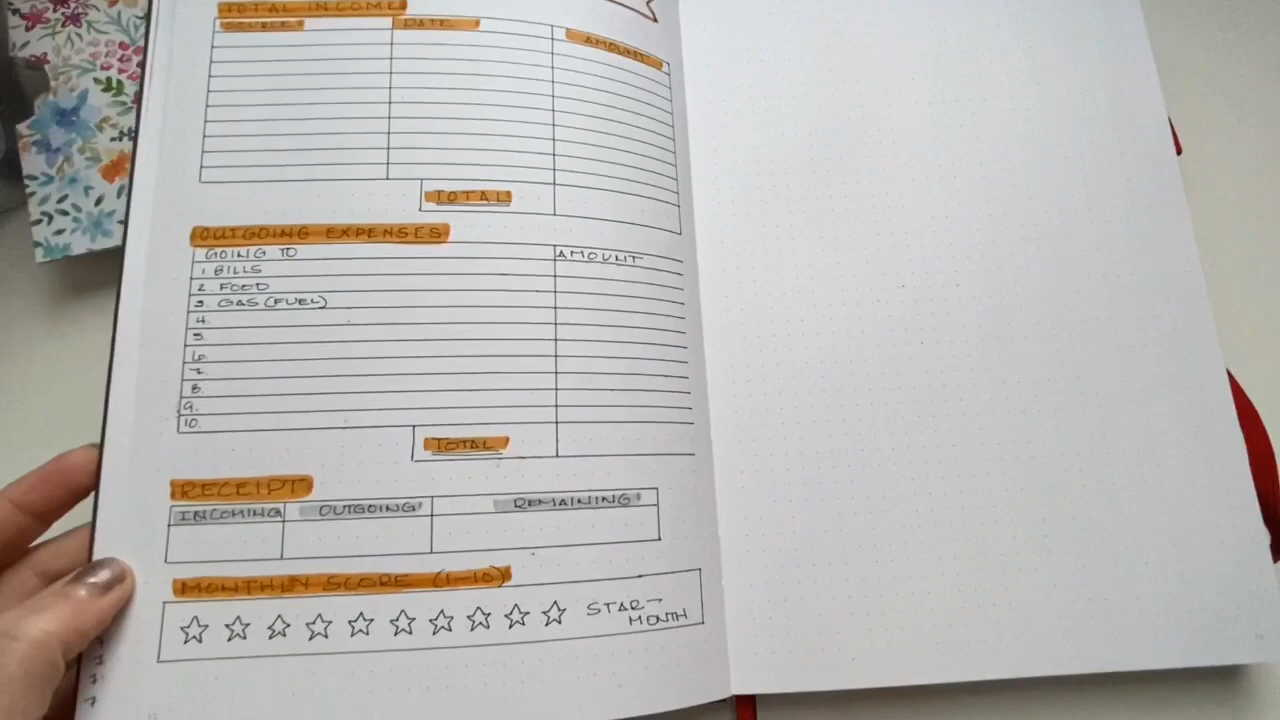 TOTAL INCOME
SOURCE DATE AMOUNT
TOTAL
OUTGOING EXPENSES
GOING TO AMOUNT
1. BILLS
2. FOOD
3. GAS (FUEL)
4.
5.
6.
7.
8.
9.
10.
TOTAL
RECEIPT
INCOMING OUTGOING REMAINING
MONTHLY SCORE (1-10)
STAR-
MONTH